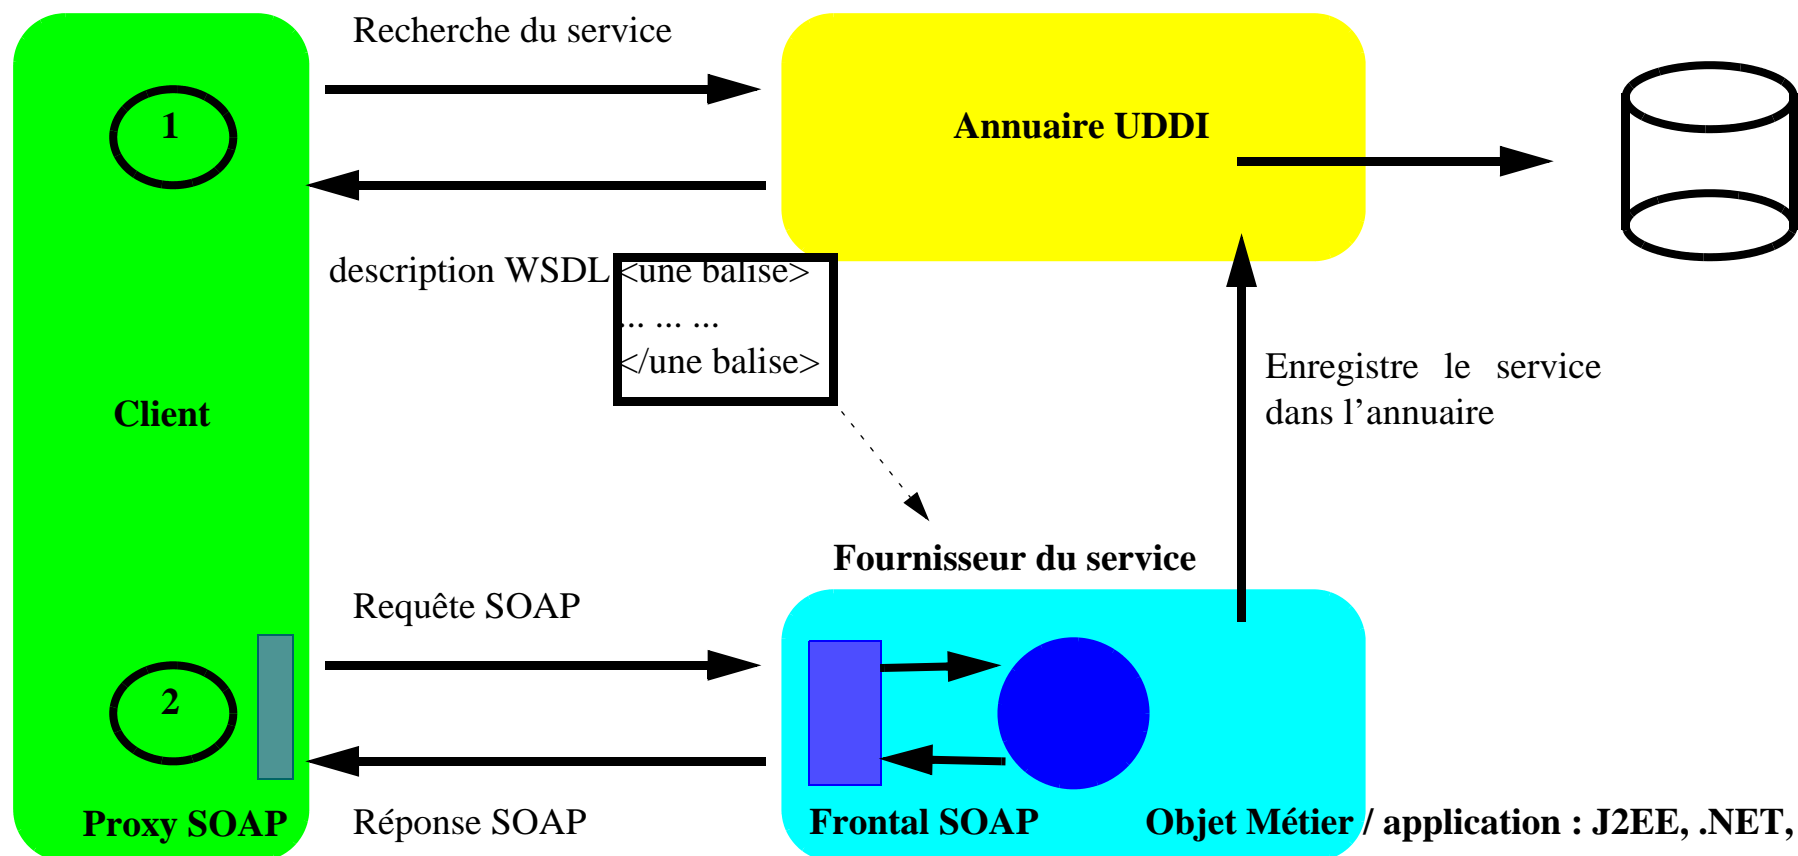 Recherche du service
1
Annuaire UDDI
description WSDL <une balise>
... ... ...
</une balise>
Enregistre le service
dans l’annuaire
Client
Fournisseur du service
Requête SOAP
2
Proxy SOAP
Réponse SOAP
Frontal SOAP
Objet Métier / application : J2EE, .NET,